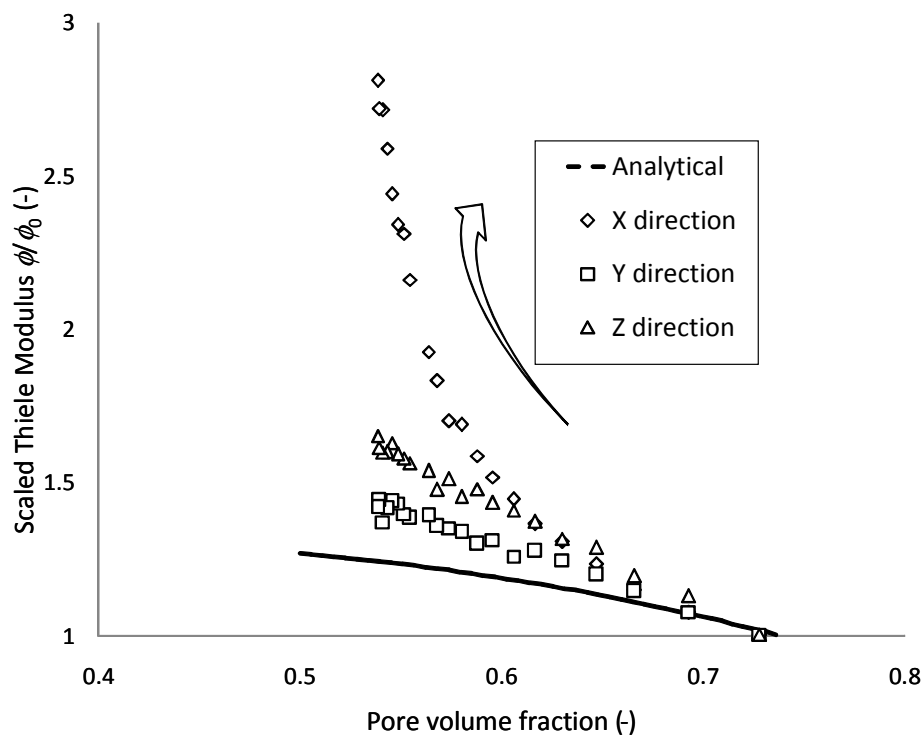 3
2.5
2
1.5
1
0.4
0.5
0.6
0.7
0.8
Scaled Thiele Modulus ϕ/ϕ₀ (-)
Pore volume fraction (-)
Analytical
X direction
Y direction
Z direction